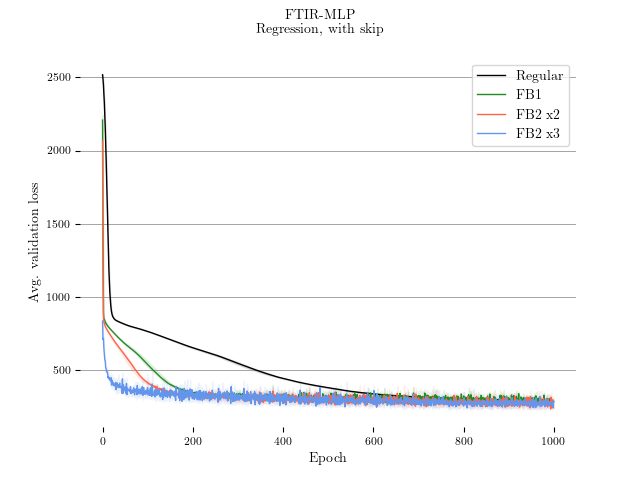 FTIR-MLP
Regression, with skip
Regular
FB1
FB2 x2
FB2 x3
Avg. validation loss
2500
2000
1500
1000
500
0 200 400 600 800 1000
Epoch